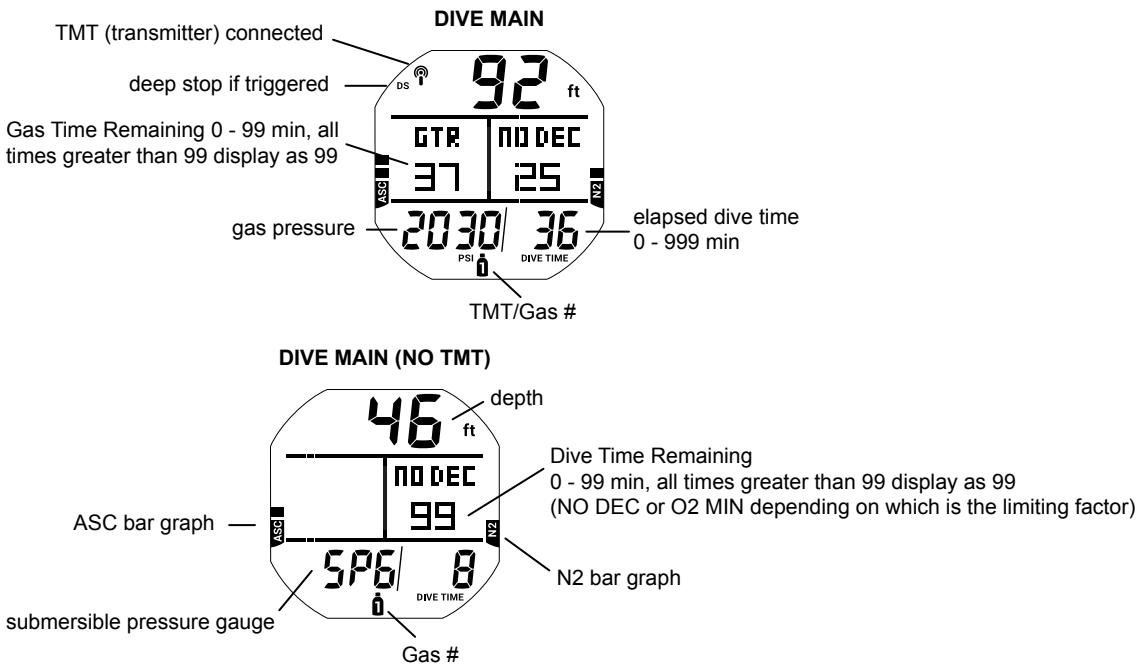 DIVE MAIN
TMT (transmitter) connected
deep stop if triggered
DS
92 ft
Gas Time Remaining 0 - 99 min, all
times greater than 99 display as 99
GTR NO DEC
37 25
ASC
N2
gas pressure
2030 36
PSI 1 DIVE TIME
elapsed dive time
0 - 999 min
TMT/Gas #
DIVE MAIN (NO TMT)
46 ft
depth
NO DEC
99
Dive Time Remaining
0 - 99 min, all times greater than 99 display as 99
(NO DEC or O2 MIN depending on which is the limiting factor)
ASC bar graph
ASC
N2
N2 bar graph
SPG 8
1 DIVE TIME
submersible pressure gauge
Gas #